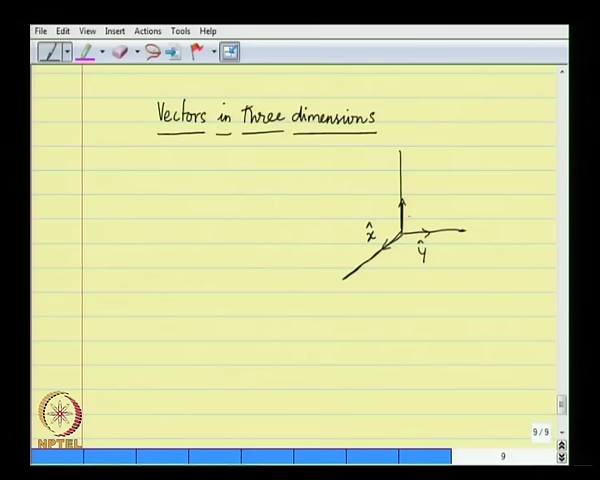 File Edit View Insert Actions Tools Help
Vectors in three dimensions
x̂
ŷ
9/9
NPTEL
9